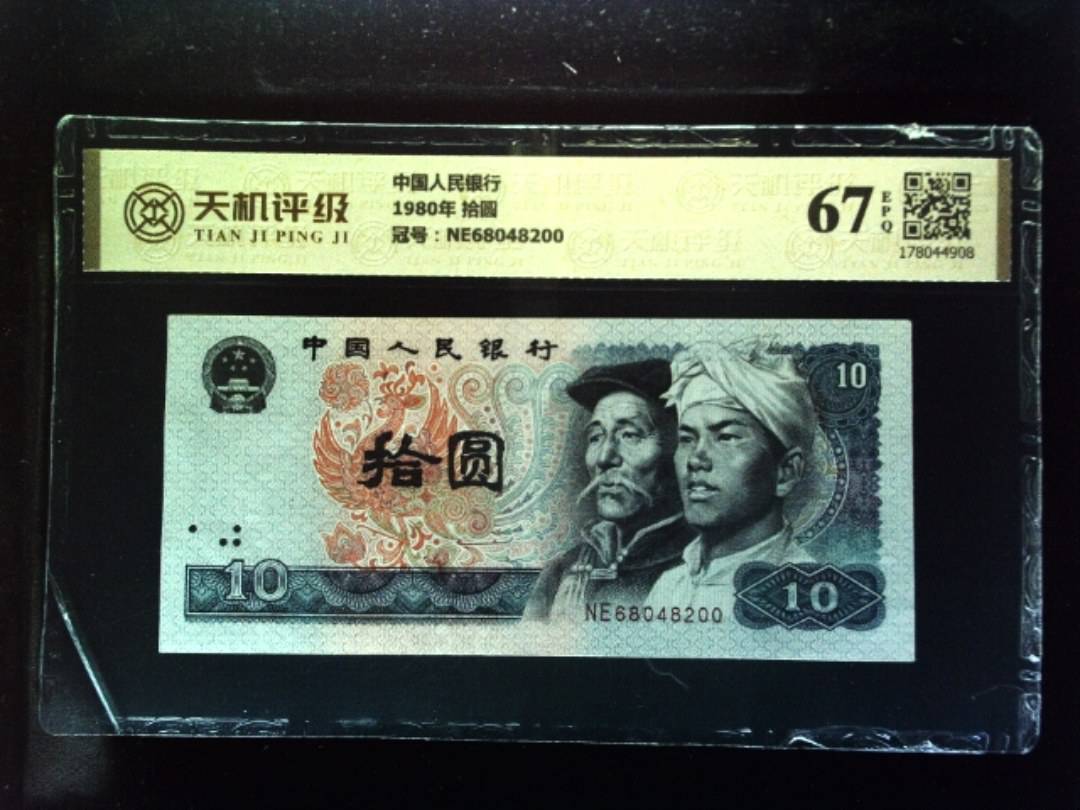 天机评级
TIAN JI PING JI
中国人民银行
1980年 拾圆
冠号：NE68048200
67
EPQ
178044908
中国人民银行
10
拾圆
10
NE68048200
10